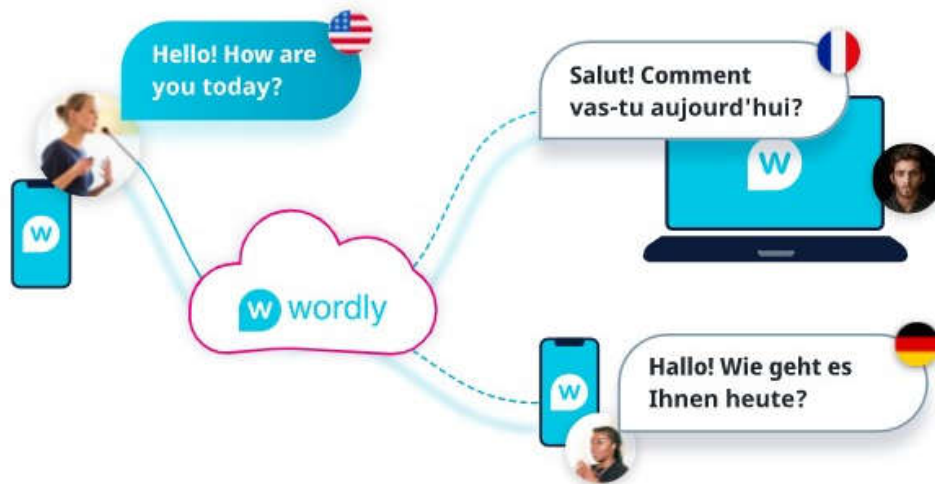 Hello! How are
you today?
Salut! Comment
vas-tu aujourd'hui?
w
w
w wordly
w
Hallo! Wie geht es
Ihnen heute?